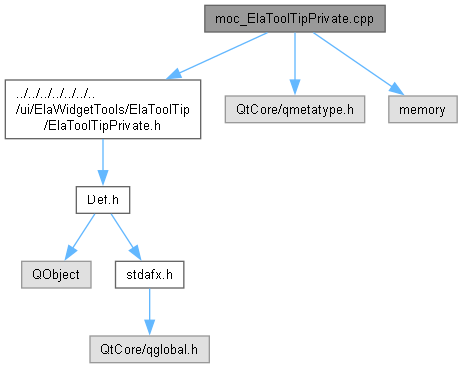 moc_ElaToolTipPrivate.cpp
../../../../../../..
/ui/ElaWidgetTools/ElaToolTip
/ElaToolTipPrivate.h
QtCore/qmetatype.h
memory
Def.h
QObject
stdafx.h
QtCore/qglobal.h